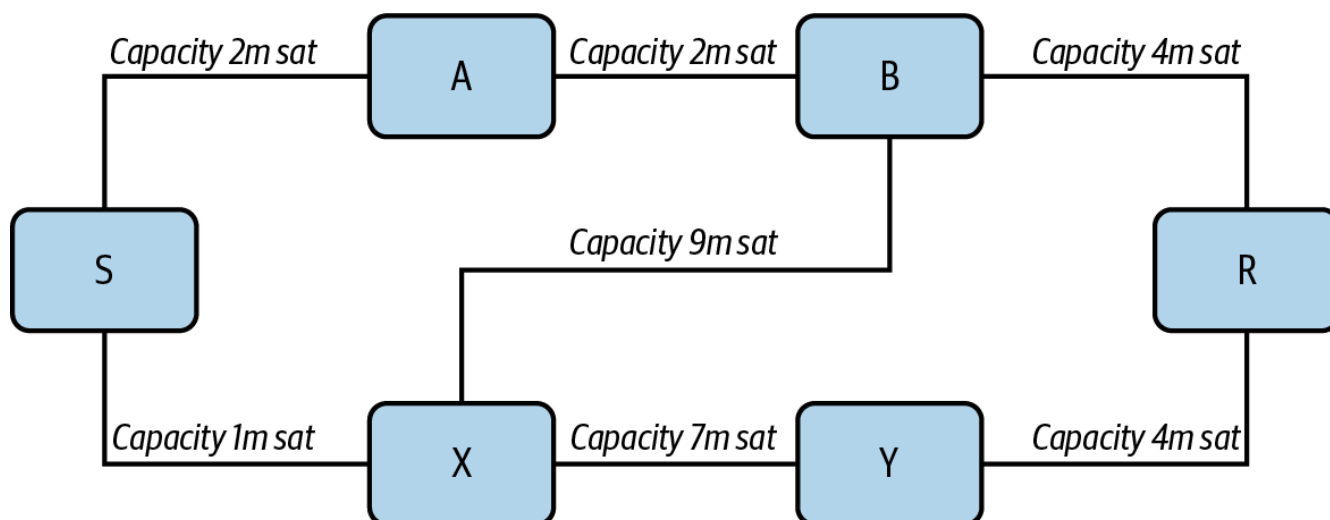 Capacity 2m sat
A
Capacity 2m sat
B
Capacity 4m sat
S
Capacity 9m sat
R
Capacity 1m sat
X
Capacity 7m sat
Y
Capacity 4m sat